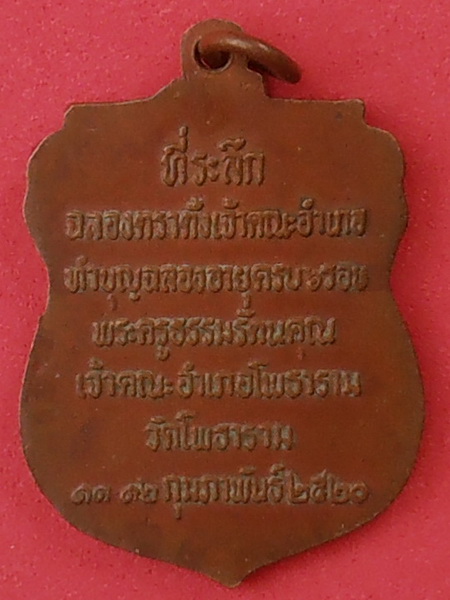 ที่ระลึก
ฉลองตราตั้งเจ้าคณะอำเภอ
ทำบุญฉลองอายุครบ ๖ รอบ
พระครูธรรมรัตนคุณ
เจ้าคณะอำเภอโพธาราม
วัดโพธาราม
๑๑ ๑๒ กุมภาพันธ์ ๒๕๒๐